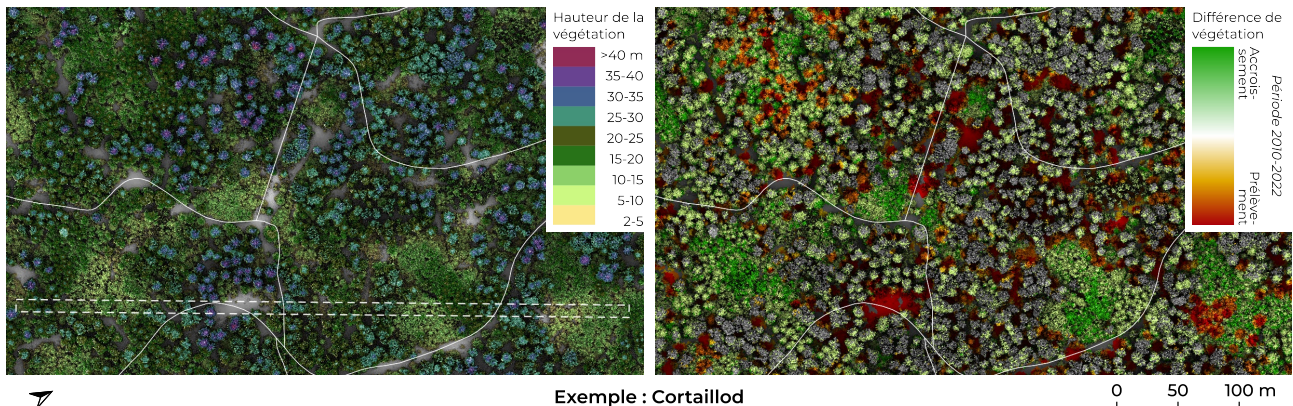 Hauteur de la
végétation
>40 m
35-40
30-35
25-30
20-25
15-20
10-15
5-10
2-5
Différence de
végétation
Accrois-
sement
Prélève-
ment
Période 2010-2022
Exemple : Cortaillod
0 50 100 m